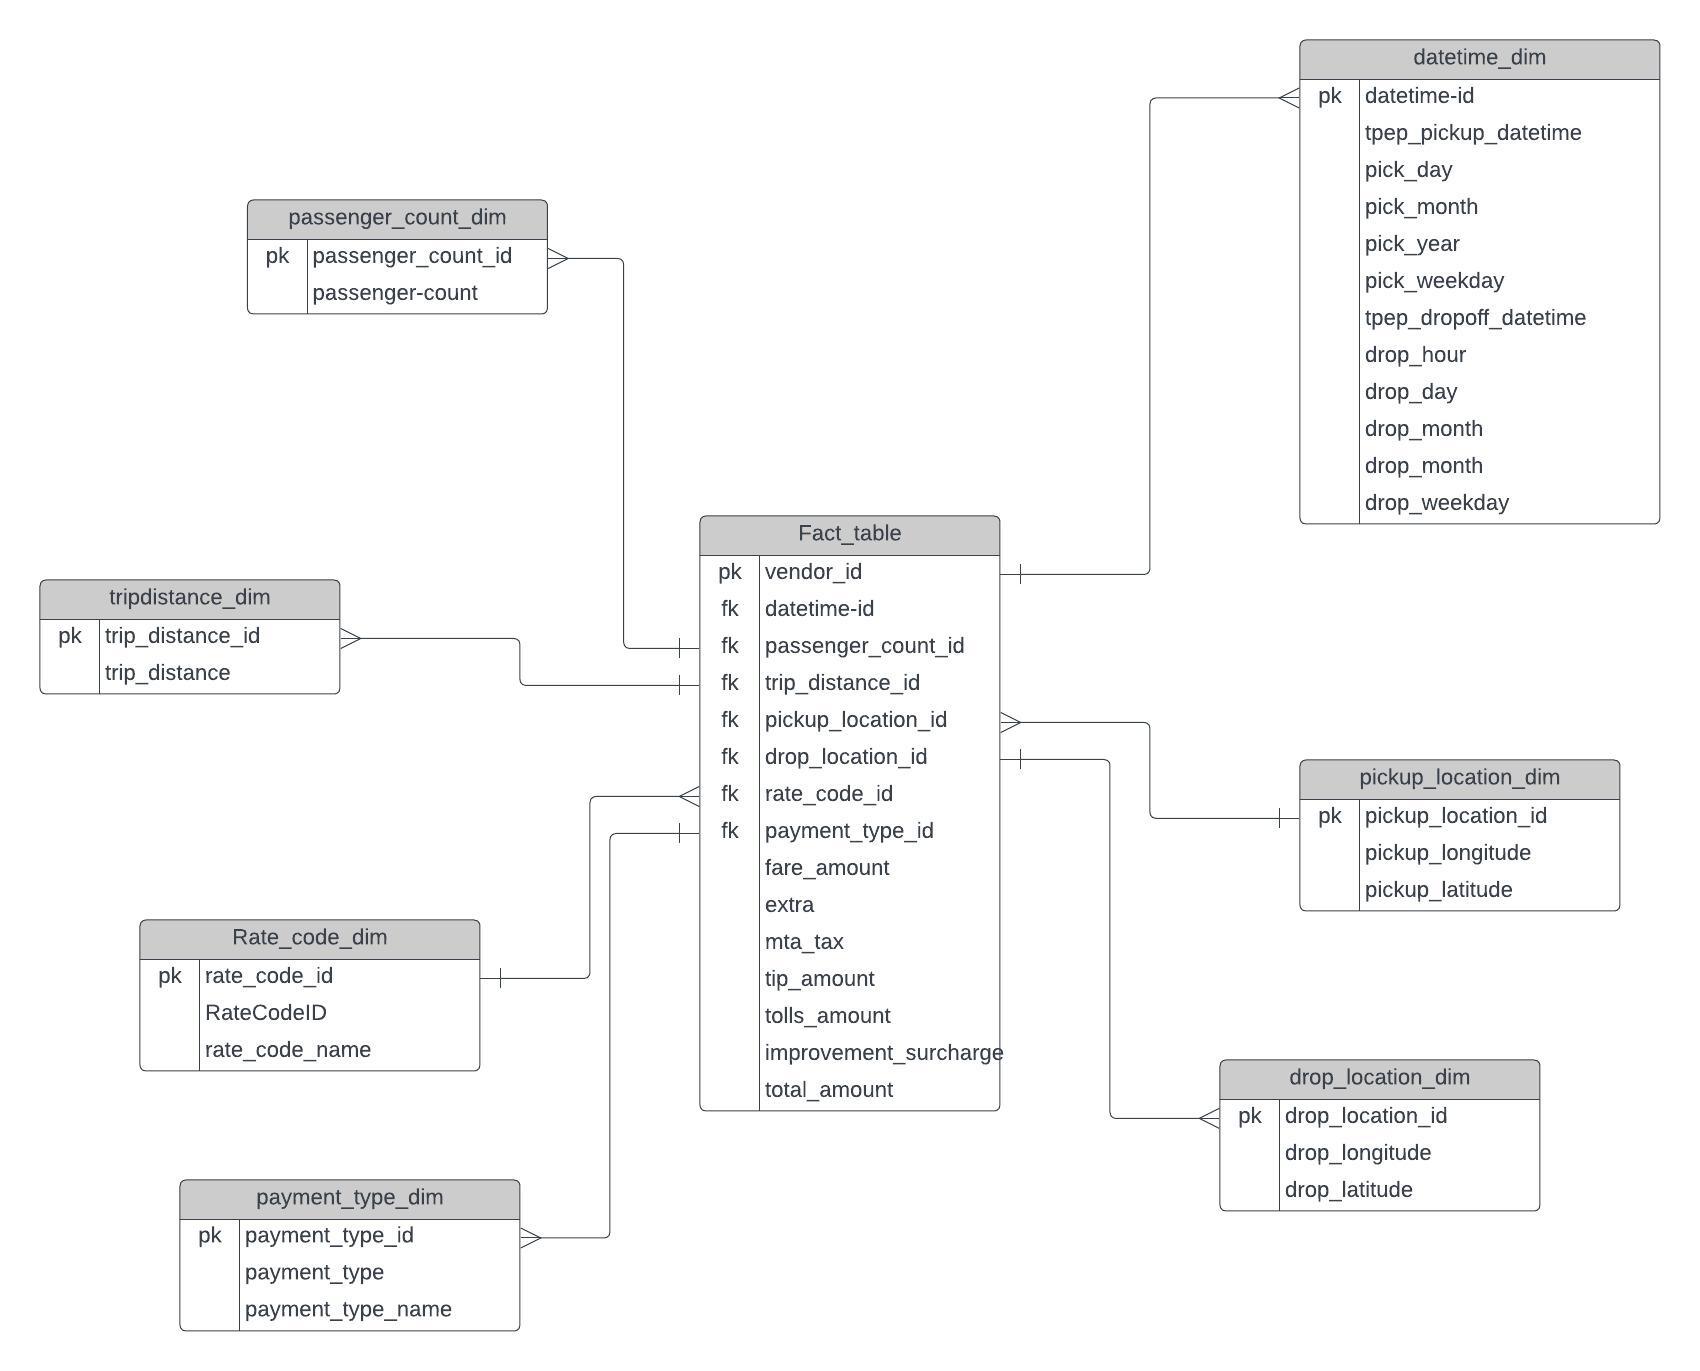 datetime_dim
pk datetime-id
tpep_pickup_datetime
pick_day
pick_month
pick_year
pick_weekday
tpep_dropoff_datetime
drop_hour
drop_day
drop_month
drop_month
drop_weekday
passenger_count_dim
pk passenger_count_id
passenger-count
tripdistance_dim
pk trip_distance_id
trip_distance
Fact_table
pk vendor_id
fk datetime-id
fk passenger_count_id
fk trip_distance_id
fk pickup_location_id
fk drop_location_id
fk rate_code_id
fk payment_type_id
fare_amount
extra
mta_tax
tip_amount
tolls_amount
improvement_surcharge
total_amount
pickup_location_dim
pk pickup_location_id
pickup_longitude
pickup_latitude
Rate_code_dim
pk rate_code_id
RateCodeID
rate_code_name
drop_location_dim
pk drop_location_id
drop_longitude
drop_latitude
payment_type_dim
pk payment_type_id
payment_type
payment_type_name